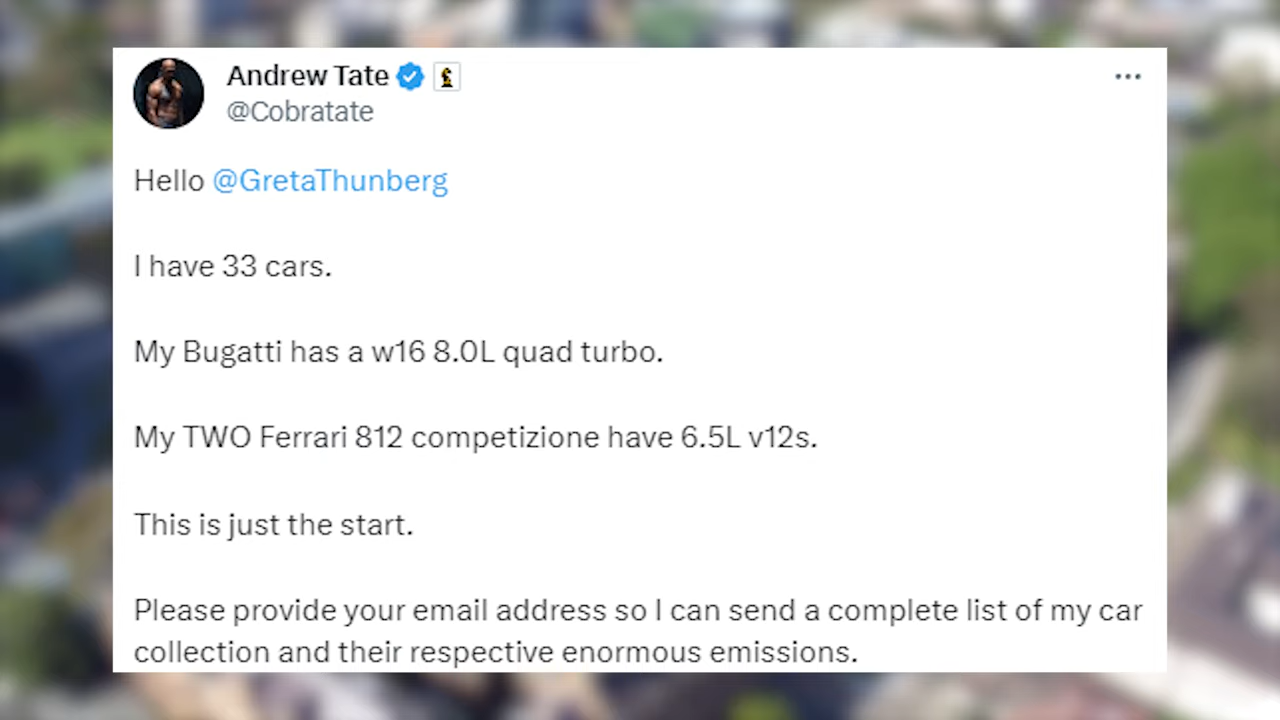 Andrew Tate
@Cobratate
Hello @GretaThunberg
I have 33 cars.
My Bugatti has a w16 8.0L quad turbo.
My TWO Ferrari 812 competizione have 6.5L v12s.
This is just the start.
Please provide your email address so I can send a complete list of my car
collection and their respective enormous emissions.